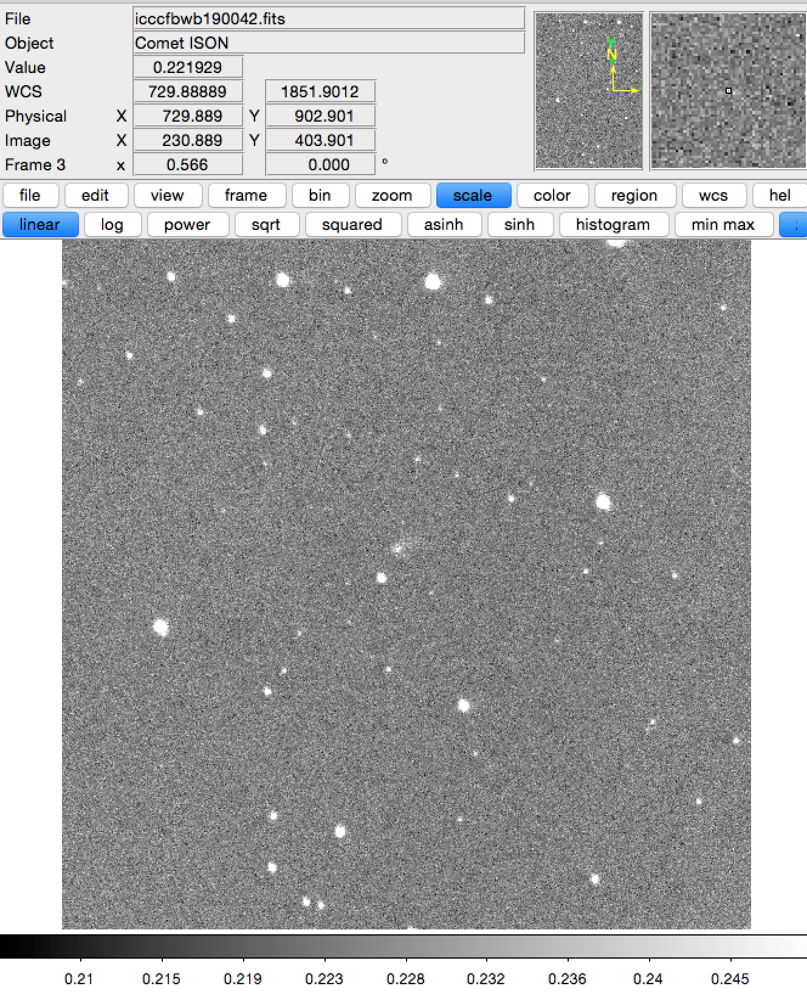 File icccfbwb190042.fits
Object Comet ISON
Value 0.221929
WCS 729.88889 1851.9012
Physical X 729.889 Y 902.901
Image X 230.889 Y 403.901
Frame 3 x 0.566 0.000 °
Y
N
file edit view frame bin zoom scale color region wcs hel
linear log power sqrt squared asinh sinh histogram min max
0.21 0.215 0.219 0.223 0.228 0.232 0.236 0.24 0.245